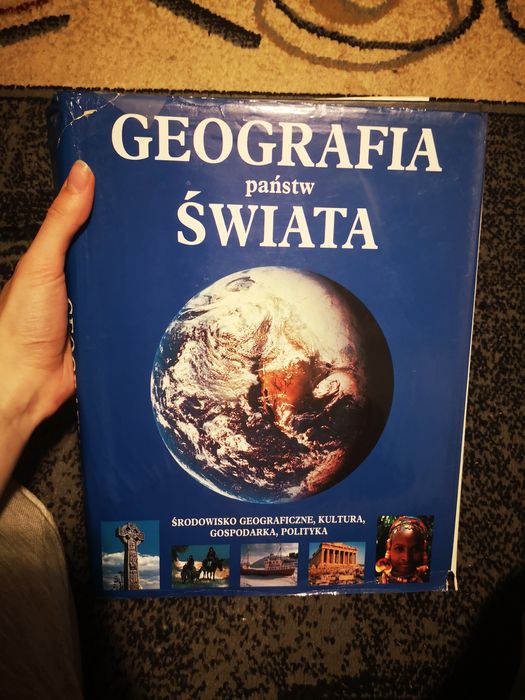 GEOGRAFIA
państw
ŚWIATA
ŚRODOWISKO GEOGRAFICZNE, KULTURA,
GOSPODARKA, POLITYKA